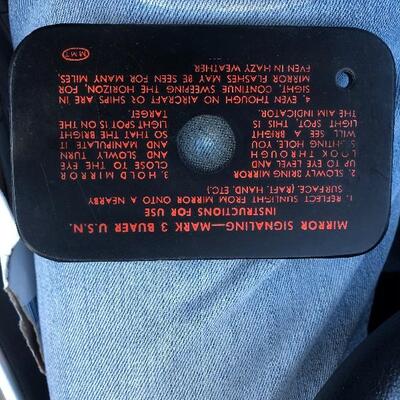 MIRROR SIGNALING—MARK 3 BUAER U.S.N.
INSTRUCTIONS FOR USE
1. REFLECT SUNLIGHT FROM MIRROR ONTO A NEARBY
SURFACE. (RAFT, HAND, ETC.)
2. SLOWLY BRING MIRROR
UP TO EYE LEVEL AND
LOOK THROUGH
SIGHTING HOLE. YOU
WILL SEE A BRIGHT
LIGHT SPOT. THIS IS
THE AIM INDICATOR.
3. HOLD MIRROR
CLOSE TO THE EYE
AND SLOWLY TURN
AND MANIPULATE IT
SO THAT THE BRIGHT
LIGHT SPOT IS ON THE
TARGET.
4. EVEN THOUGH NO AIRCRAFT OR SHIPS ARE IN
SIGHT, CONTINUE SWEEPING THE HORIZON, FOR
MIRROR FLASHES MAY BE SEEN FOR MANY MILES,
EVEN IN HAZY WEATHER